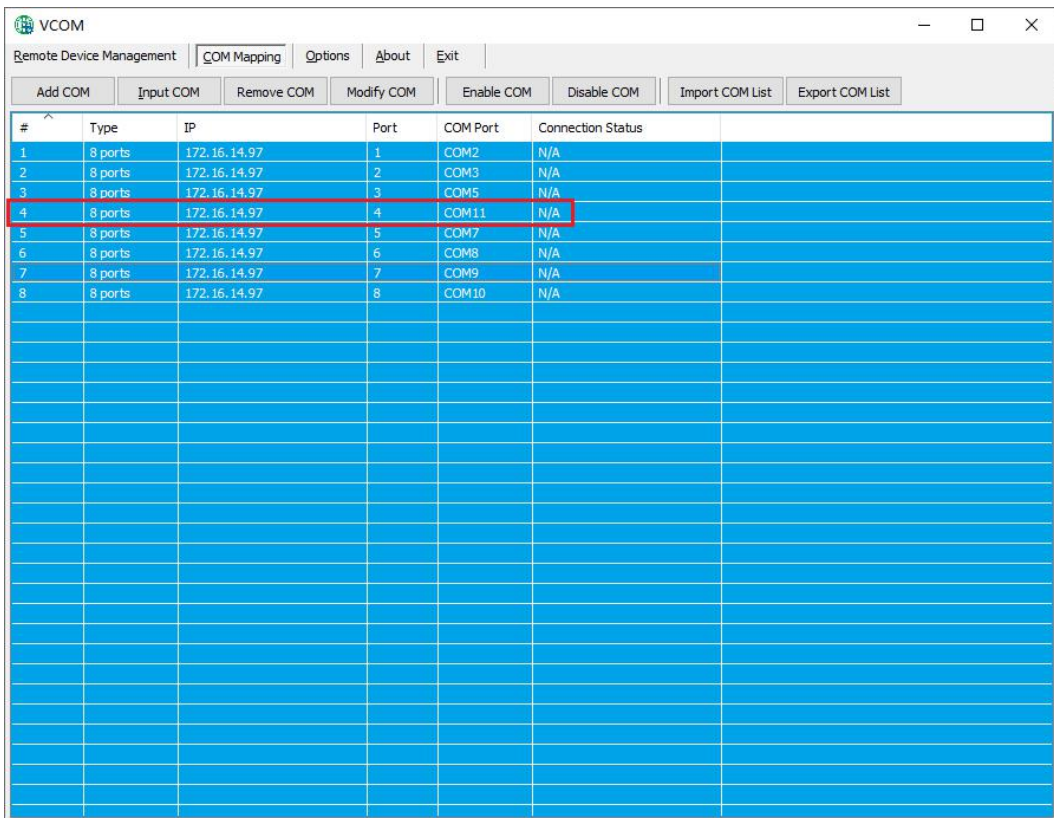 VCOM
Remote Device Management COM Mapping Options About Exit
Add COM Input COM Remove COM Modify COM Enable COM Disable COM Import COM List Export COM List
# Type IP Port COM Port Connection Status
1 8 ports 172.16.14.97 1 COM2 N/A
2 8 ports 172.16.14.97 2 COM3 N/A
3 8 ports 172.16.14.97 3 COM5 N/A
4 8 ports 172.16.14.97 4 COM11 N/A
5 8 ports 172.16.14.97 5 COM7 N/A
6 8 ports 172.16.14.97 6 COM8 N/A
7 8 ports 172.16.14.97 7 COM9 N/A
8 8 ports 172.16.14.97 8 COM10 N/A